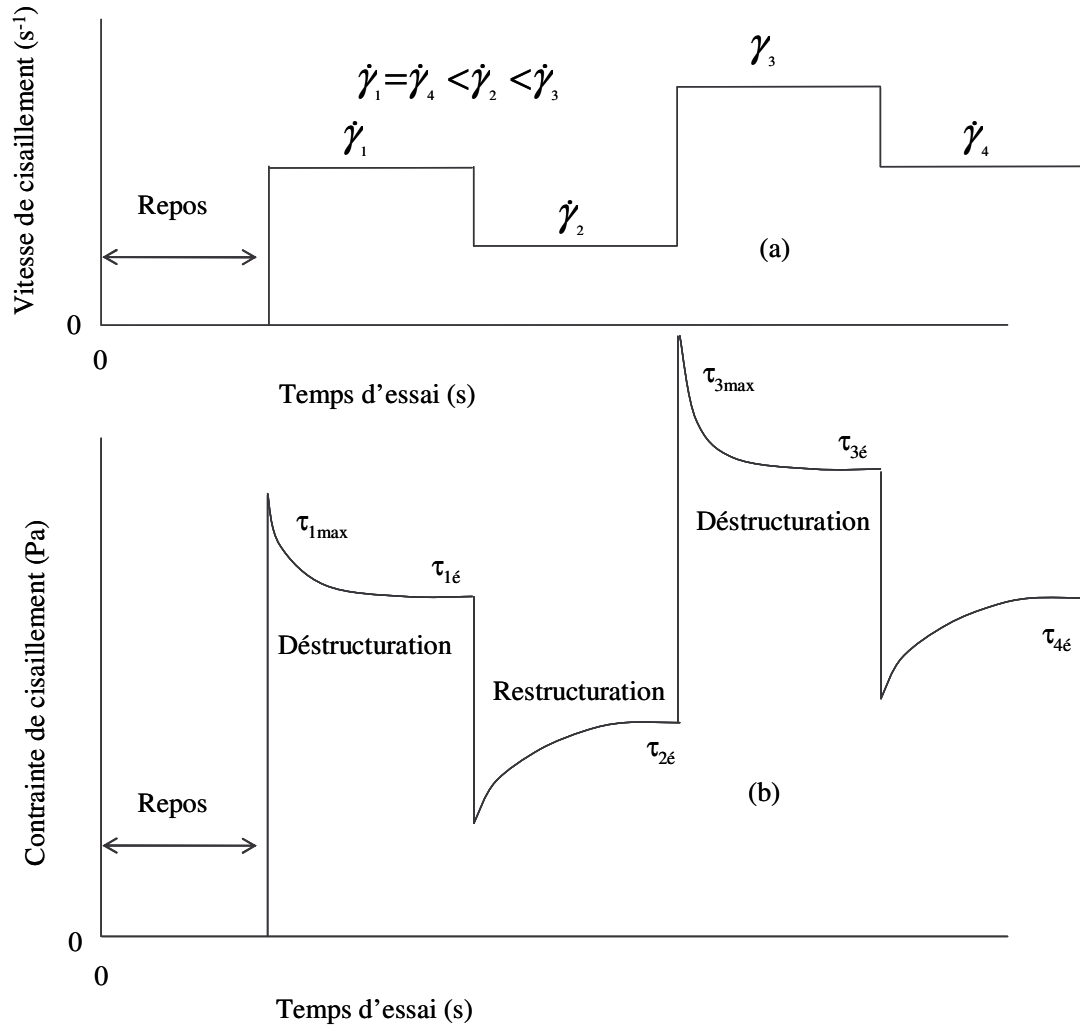 Vitesse de cisaillement (s⁻¹)
γ̇₁=γ̇₄ <γ̇₂ <γ̇₃
γ₃
γ̇₁
γ̇₄
Repos
γ̇₂
(a)
0
0
Temps d’essai (s)
Contrainte de cisaillement (Pa)
τ3max
τ3é
τ1max
Déstructuration
τ1é
Déstructuration
τ4é
Restructuration
τ2é
(b)
Repos
0
0
Temps d’essai (s)